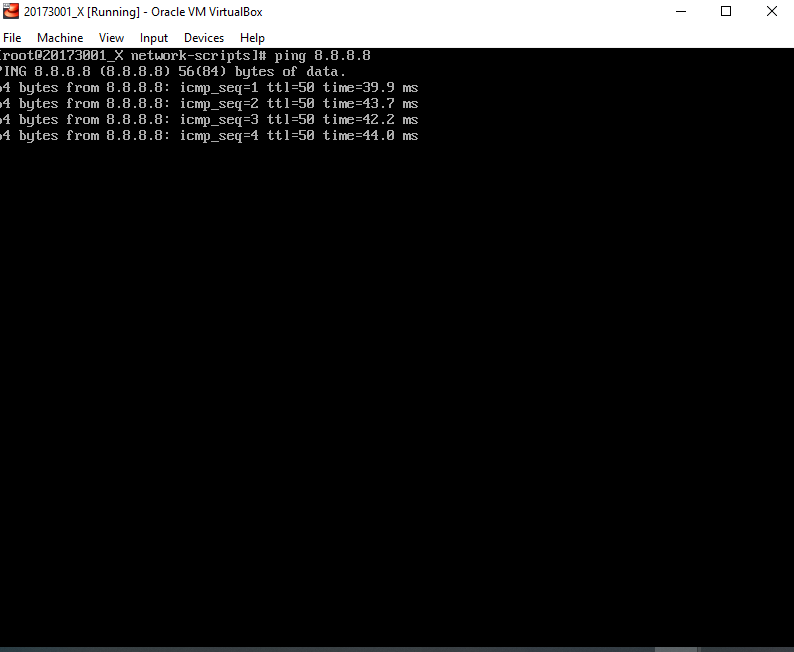 20173001_X [Running] - Oracle VM VirtualBox
File Machine View Input Devices Help
[root@20173001_X network-scripts]# ping 8.8.8.8
PING 8.8.8.8 (8.8.8.8) 56(84) bytes of data.
64 bytes from 8.8.8.8: icmp_seq=1 ttl=50 time=39.9 ms
64 bytes from 8.8.8.8: icmp_seq=2 ttl=50 time=43.7 ms
64 bytes from 8.8.8.8: icmp_seq=3 ttl=50 time=42.2 ms
64 bytes from 8.8.8.8: icmp_seq=4 ttl=50 time=44.0 ms